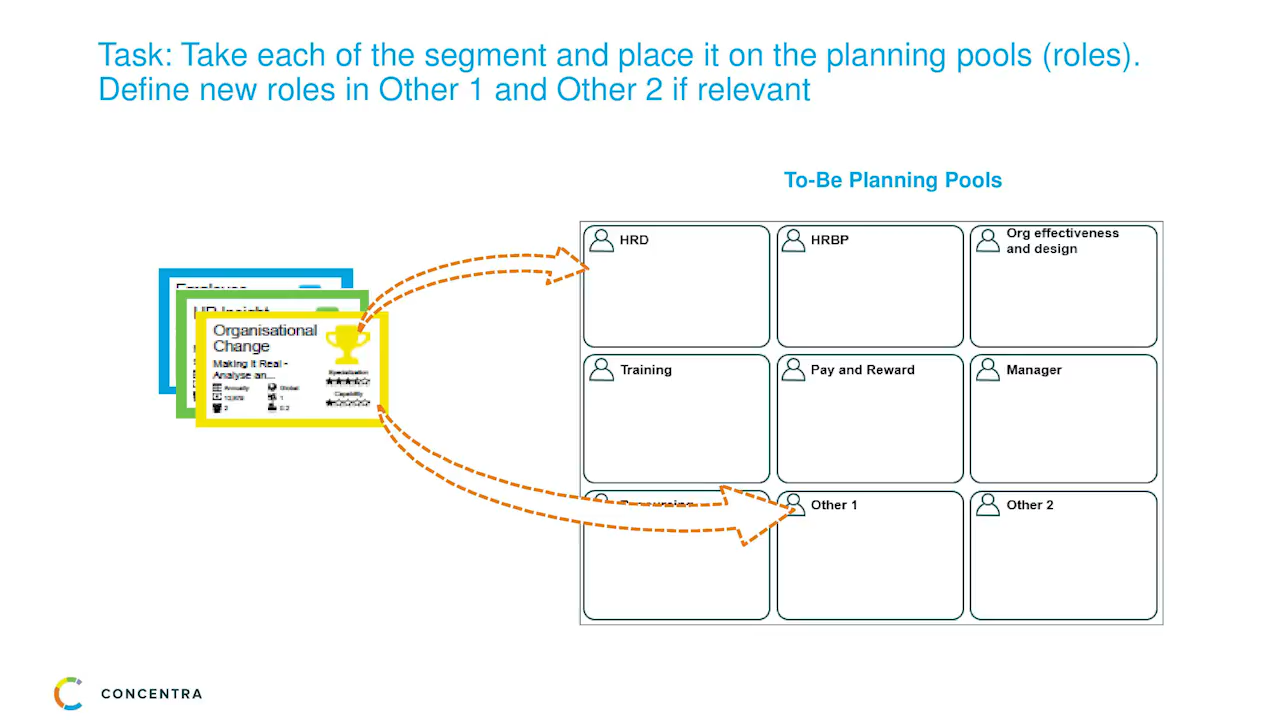 Task: Take each of the segment and place it on the planning pools (roles).
Define new roles in Other 1 and Other 2 if relevant
To-Be Planning Pools
HRD
HRBP
Org effectiveness
and design
Employee
HR Insight
Organisational
Change
Making It Real -
Analyse an...
Specialization
Annually
Global
Capability
1
2
0.2
Training
Pay and Reward
Manager
Other 1
Other 2
CONCENTRA